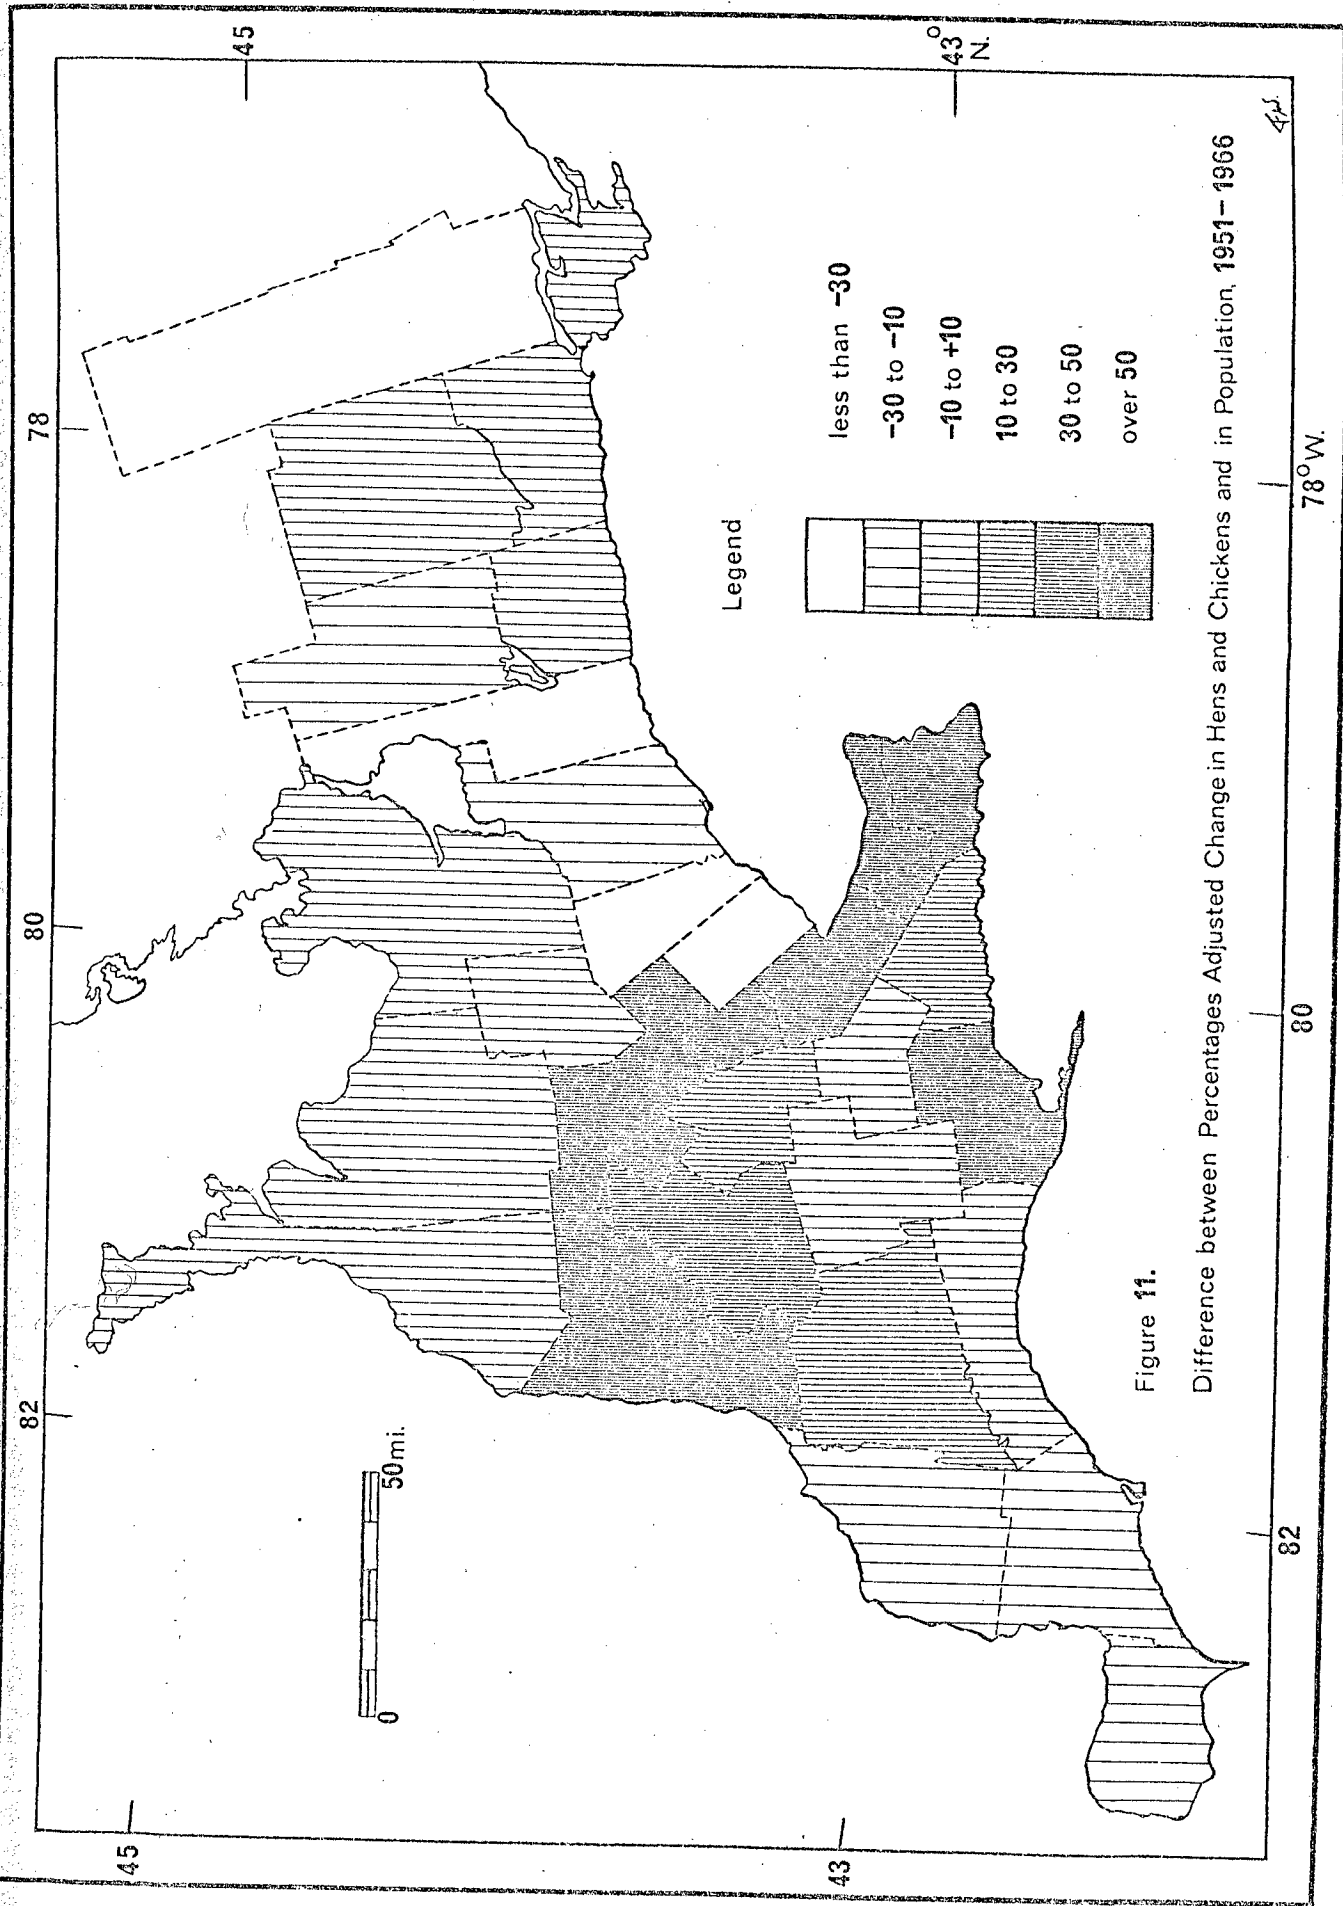 82
80
78
45
45
0 50mi.
43
43°
N.
Legend
less than -30
-30 to -10
-10 to +10
10 to 30
30 to 50
over 50
Figure 11.
Difference between Percentages Adjusted Change in Hens and Chickens and in Population, 1951-1966
82
80
78°W.